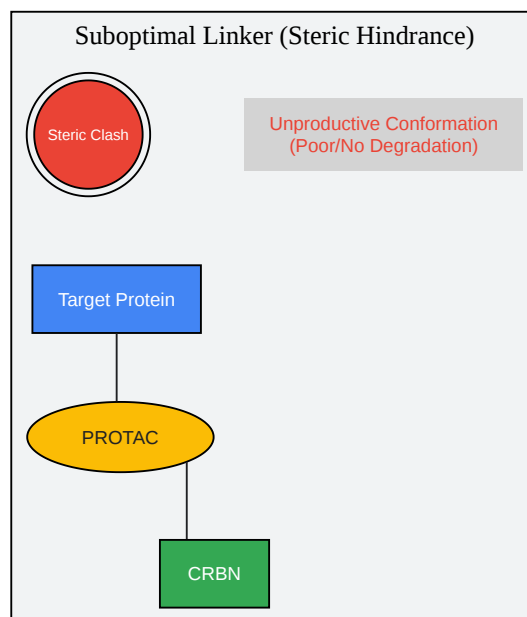 Suboptimal Linker (Steric Hindrance)
Steric Clash
Unproductive Conformation
(Poor/No Degradation)
Target Protein
PROTAC
CRBN